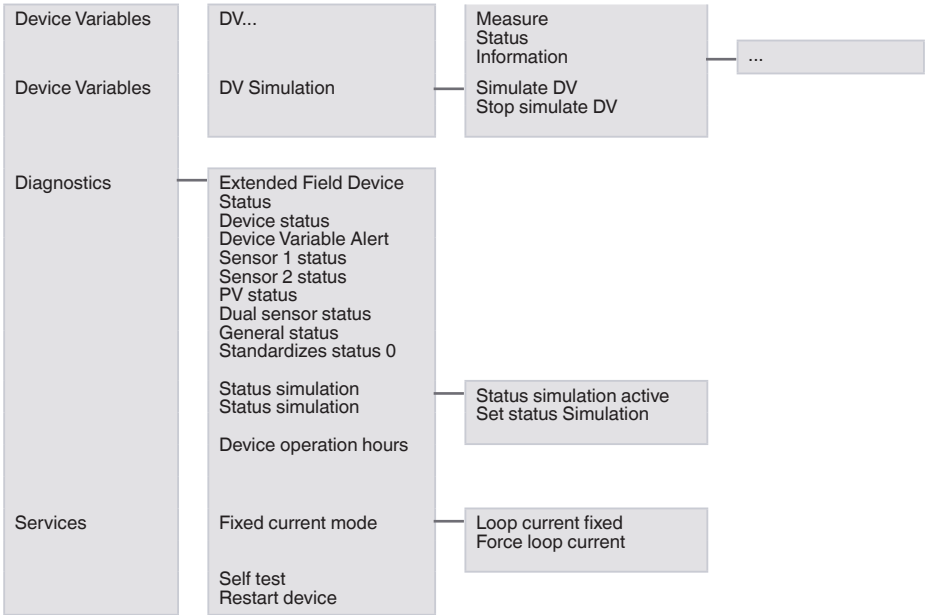 Device Variables
DV...
Measure
Status
Information
...
Device Variables
DV Simulation
Simulate DV
Stop simulate DV
Diagnostics
Extended Field Device
Status
Device status
Device Variable Alert
Sensor 1 status
Sensor 2 status
PV status
Dual sensor status
General status
Standardizes status 0
Status simulation
Status simulation
Status simulation active
Set status Simulation
Device operation hours
Services
Fixed current mode
Loop current fixed
Force loop current
Self test
Restart device